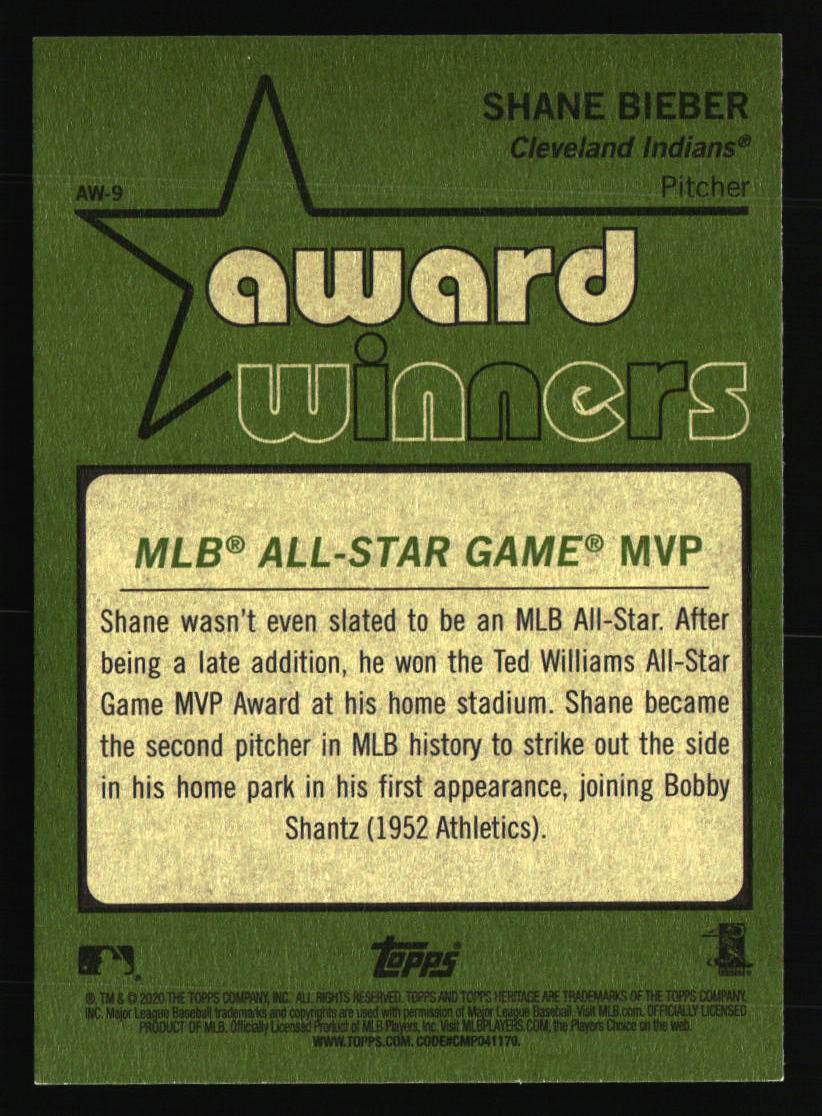 SHANE BIEBER
Cleveland Indians®
AW-9
Pitcher
award
winners
MLB® ALL-STAR GAME® MVP
Shane wasn't even slated to be an MLB All-Star. After
being a late addition, he won the Ted Williams All-Star
Game MVP Award at his home stadium. Shane became
the second pitcher in MLB history to strike out the side
in his home park in his first appearance, joining Bobby
Shantz (1952 Athletics).
topps®
®, TM & © 2020 THE TOPPS COMPANY, INC. ALL RIGHTS RESERVED. TOPPS AND TOPPS HERITAGE ARE TRADEMARKS OF THE TOPPS COMPANY,
INC. Major League Baseball trademarks and copyrights are used with permission of Major League Baseball. Visit MLB.com. OFFICIALLY LICENSED
PRODUCT OF MLB. Officially Licensed Product of MLB Players, Inc. Visit MLBPLAYERS.COM, the Players Choice on the web.
WWW.TOPPS.COM. CODE#CMP041170.